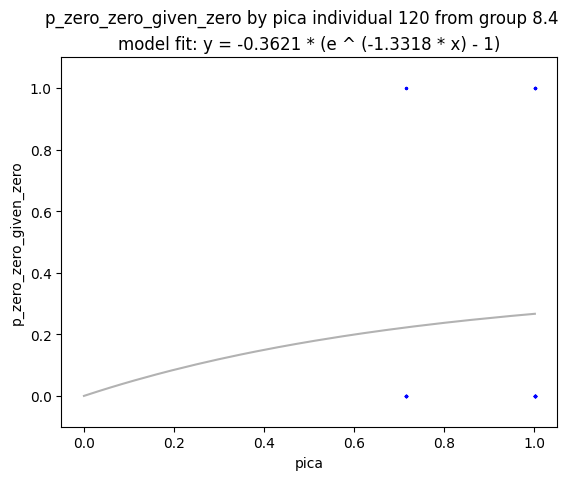 p_zero_zero_given_zero by pica individual 120 from group 8.4
model fit: y = -0.3621 * (e ^ (-1.3318 * x) - 1)
1.0
0.8
0.6
0.4
0.2
0.0
p_zero_zero_given_zero
0.0 0.2 0.4 0.6 0.8 1.0
pica